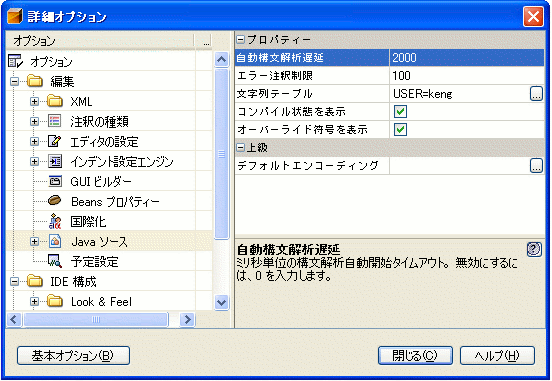 詳細オプション
オプション
...
オプション
編集
XML
注釈の種類
エディタの設定
インデント設定エンジン
GUI ビルダー
Beans プロパティー
国際化
Java ソース
予定設定
IDE 構成
Look & Feel
プロパティー
自動構文解析遅延 2000
エラー注釈制限 100
文字列テーブル USER=keng ...
コンパイル状態を表示
オーバーライド符号を表示
上級
デフォルトエンコーディング ...
自動構文解析遅延
ミリ秒単位の構文解析自動開始タイムアウト。無効にするに
は、0 を入力します。
基本オプション(B)
閉じる(C)
ヘルプ(H)